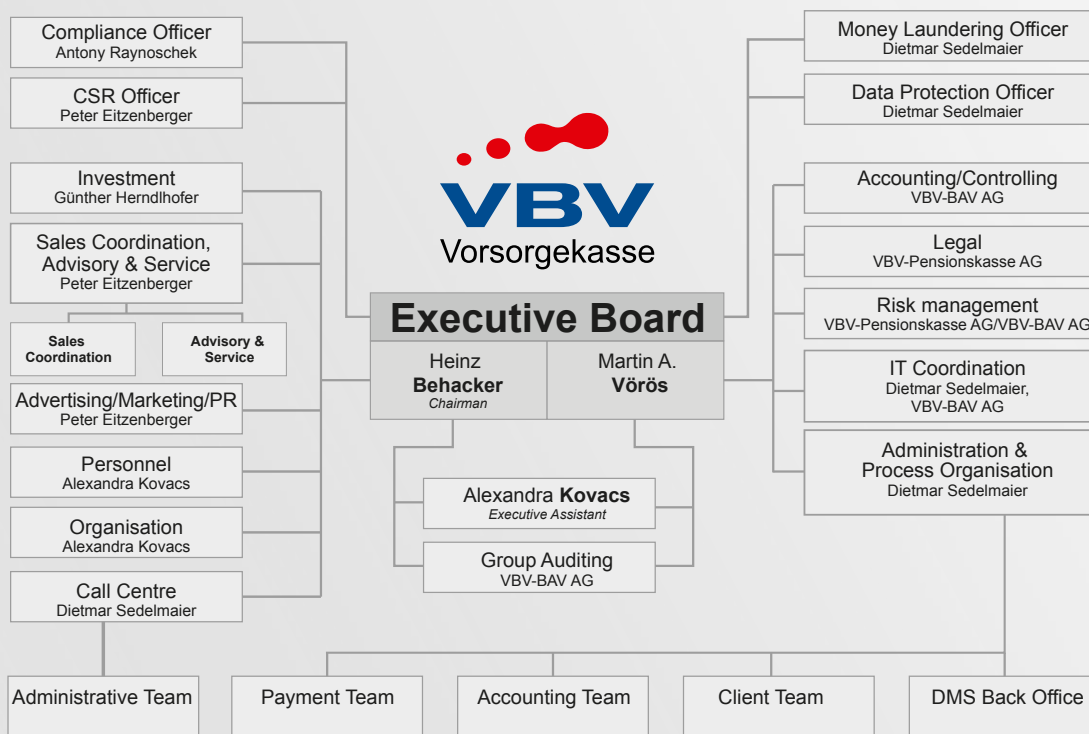 Compliance Officer
Antony Raynoschek
CSR Officer
Peter Eitzenberger
Investment
Günther Herndlhofer
Sales Coordination,
Advisory & Service
Peter Eitzenberger
Sales
Coordination
Advisory &
Service
Advertising/Marketing/PR
Peter Eitzenberger
Personnel
Alexandra Kovacs
Organisation
Alexandra Kovacs
Call Centre
Dietmar Sedelmaier
VBV
Vorsorgekasse
Executive Board
Heinz
Behacker
Chairman
Martin A.
Vörös
Alexandra Kovacs
Executive Assistant
Group Auditing
VBV-BAV AG
Money Laundering Officer
Dietmar Sedelmaier
Data Protection Officer
Dietmar Sedelmaier
Accounting/Controlling
VBV-BAV AG
Legal
VBV-Pensionskasse AG
Risk management
VBV-Pensionskasse AG/VBV-BAV AG
IT Coordination
Dietmar Sedelmaier,
VBV-BAV AG
Administration &
Process Organisation
Dietmar Sedelmaier
Administrative Team
Payment Team
Accounting Team
Client Team
DMS Back Office